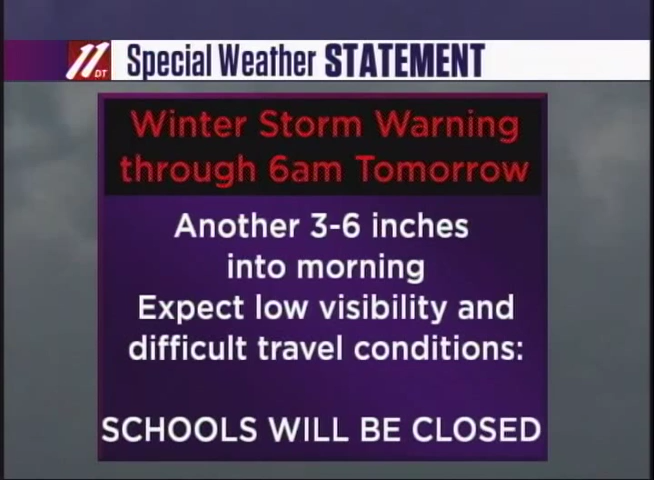 11 DT Special Weather STATEMENT
Winter Storm Warning
through 6am Tomorrow
Another 3-6 inches
into morning
Expect low visibility and
difficult travel conditions:
SCHOOLS WILL BE CLOSED